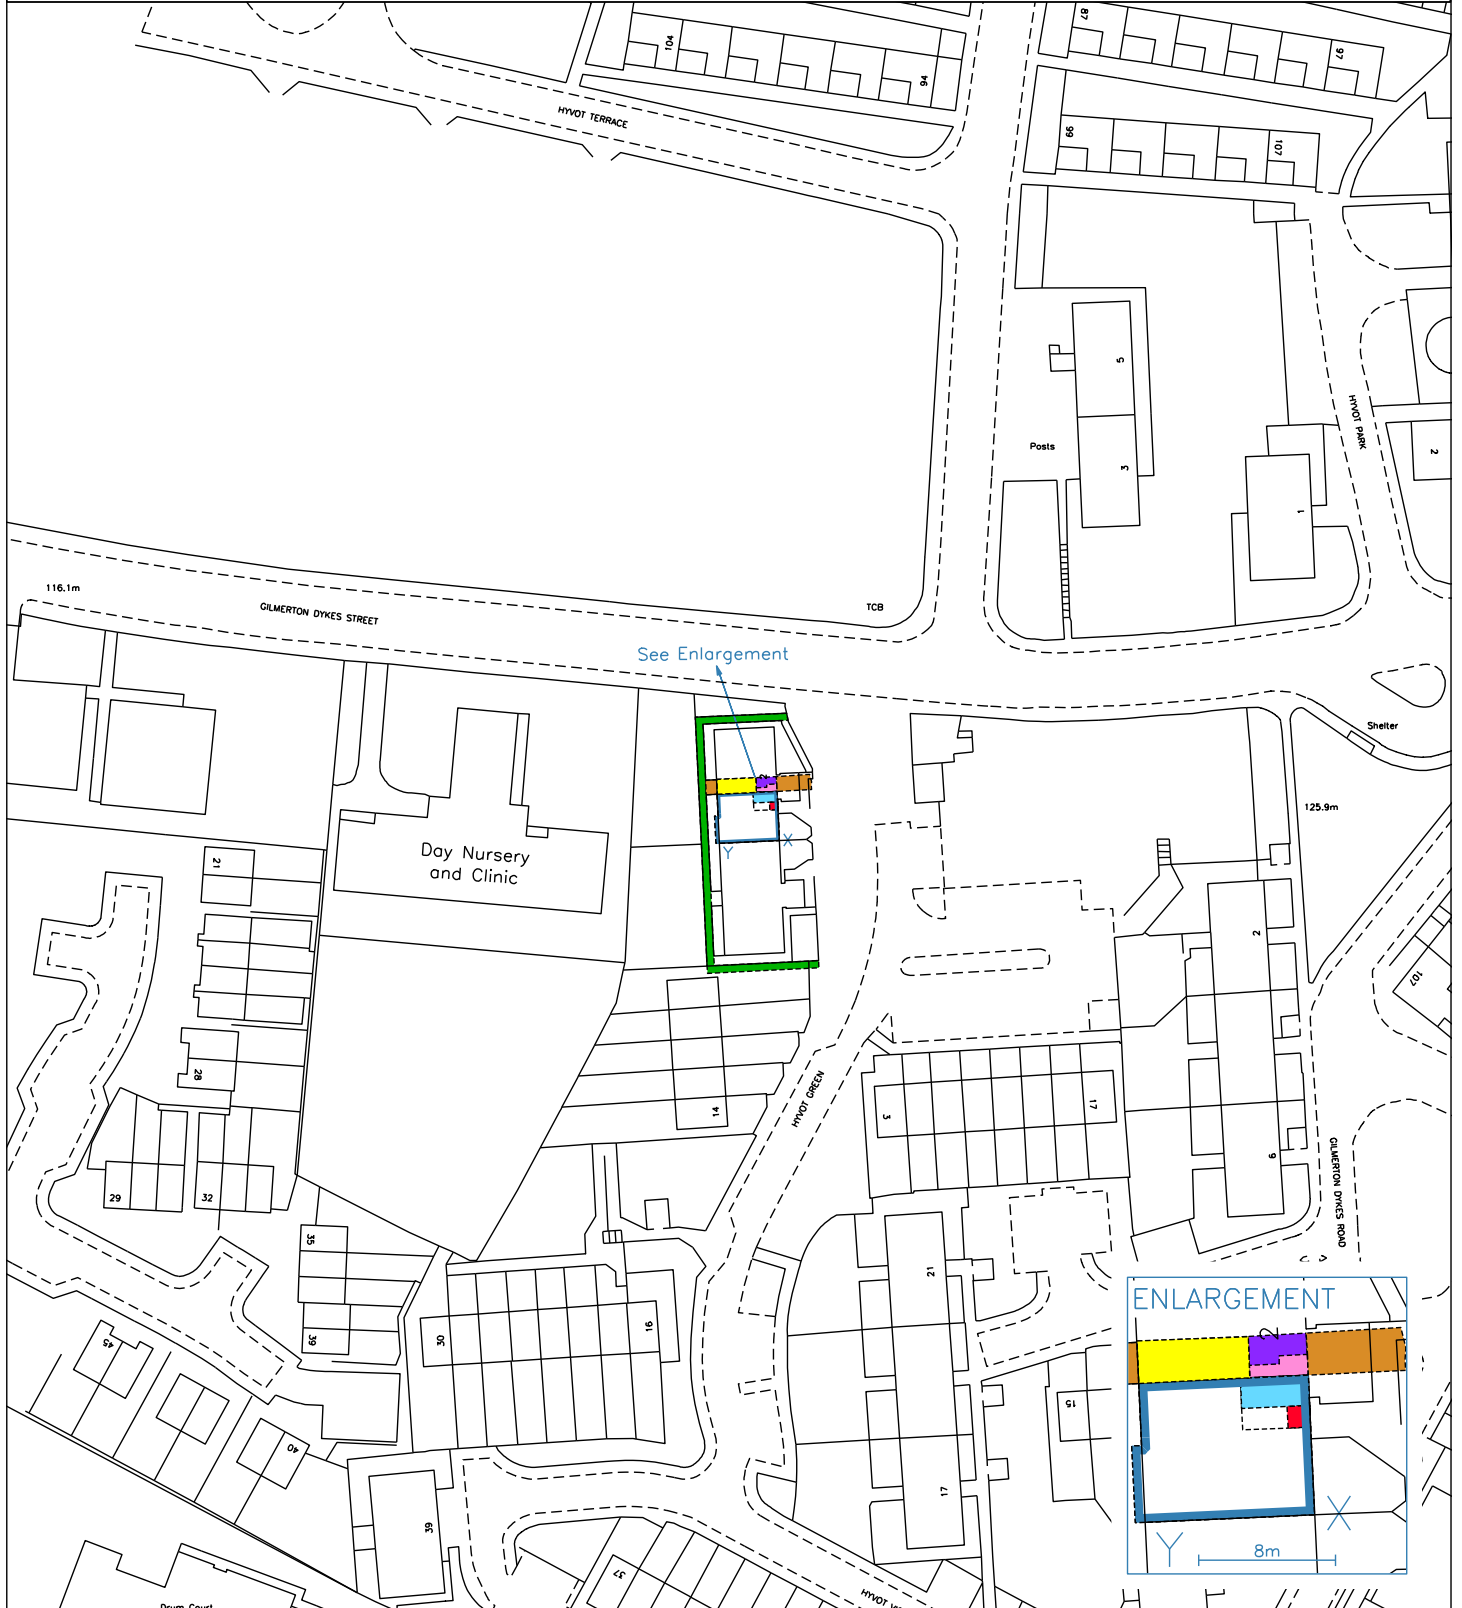 104
94
87
97
HYVOT TERRACE
99
107
5
Posts
3
HYVOT PARK
2
1
116.1m
GILMERTON DYKES STREET
TCB
See Enlargement
Shelter
2
125.9m
X
Y
21
Day Nursery
and Clinic
2
107
28
14
HYVOT GREEN
3
17
29
32
6
GILMERTON DYKES ROAD
35
21
39
30
16
45
40
15
17
39
37
ENLARGEMENT
2
X
Y
8m